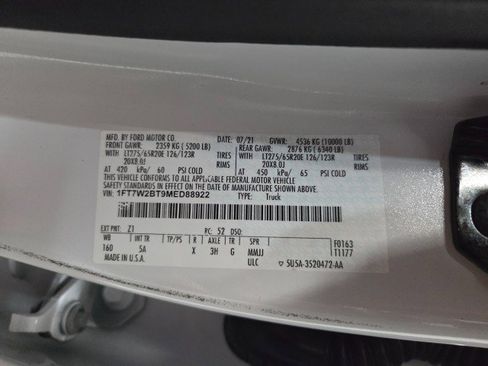 MFD. BY FORD MOTOR CO.
DATE: 07/21 GVWR: 4536 KG (10000 LB)
FRONT GAWR: 2359 KG ( 5200 LB) REAR GAWR: 2876 KG ( 6340 LB)
WITH LT275/65R20E 126/123R TIRES WITH LT275/65R20E 126/123R TIRES
20X8.0J RIMS 20X8.0J RIMS
AT 420 kPa/ 60 PSI COLD AT 450 kPa/ 65 PSI COLD
THIS VEHICLE CONFORMS TO ALL APPLICABLE FEDERAL MOTOR VEHICLE
SAFETY STANDARDS IN EFFECT ON THE DATE OF MANUFACTURE SHOWN ABOVE.
VIN: 1FT7W2BT9MED88922 TYPE: Truck
EXT PNT: Z1 RC: 52 DSO: F0163
WB INT TR TP/PS R AXLE TR SPR T1177
160 5A X 3H G MMJJ
MADE IN U.S.A. ULC 5U5A-3520472-AA